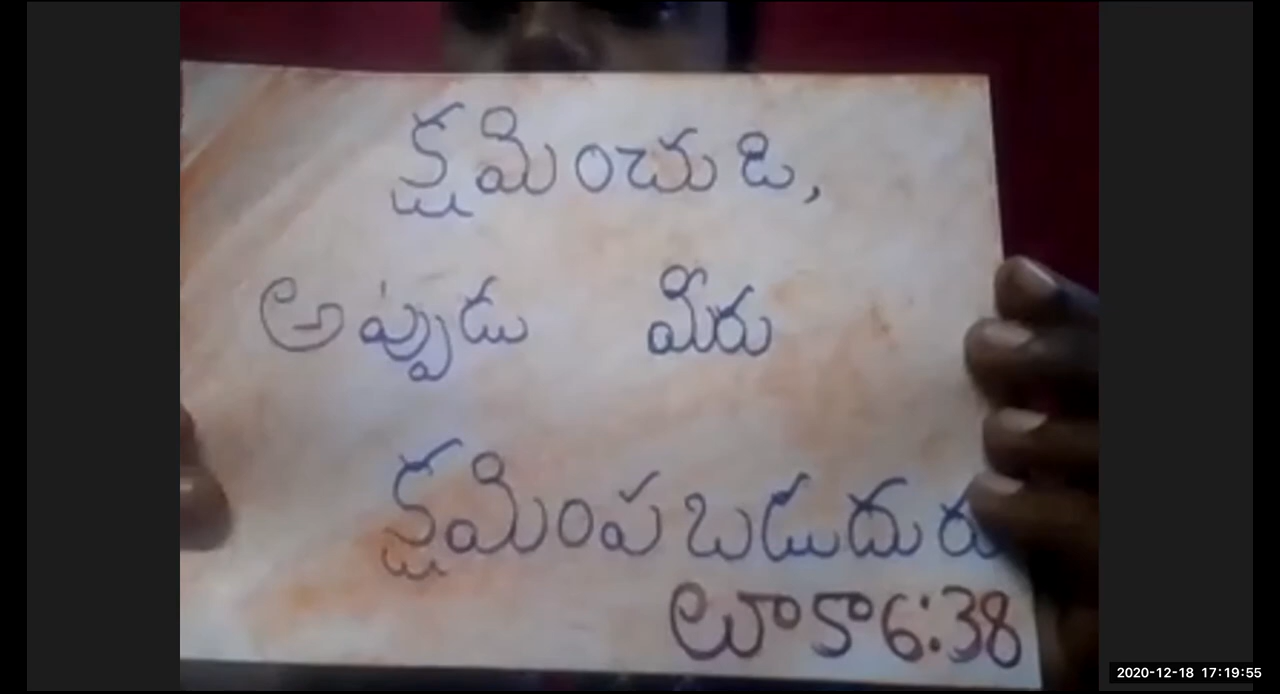 క్షమించుడి,
అప్పుడు మీరు
క్షమింపబడుదురు
లూకా6:38
2020-12-18 17:19:55